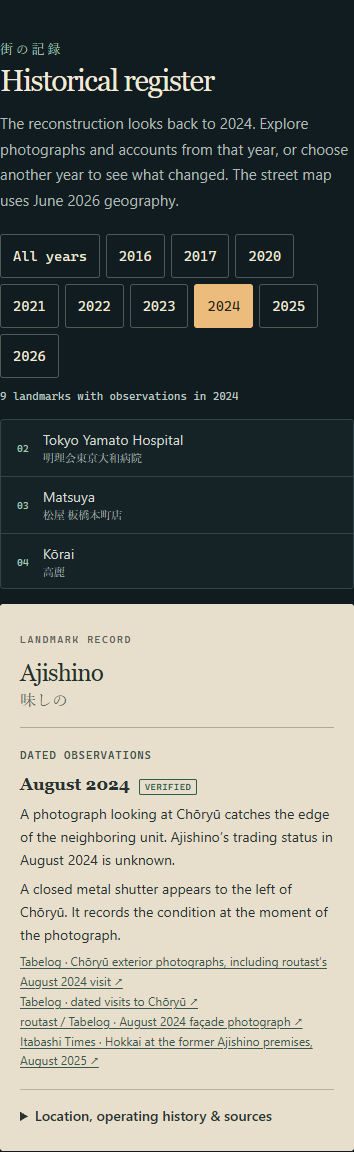 街の記録
Historical register
The reconstruction looks back to 2024. Explore
photographs and accounts from that year, or choose
another year to see what changed. The street map
uses June 2026 geography.
All years
2016
2017
2020
2021
2022
2023
2024
2025
2026
9 landmarks with observations in 2024
02
Tokyo Yamato Hospital
明理会東京大和病院
03
Matsuya
松屋 板橋本町店
04
Kōrai
高麗
LANDMARK RECORD
Ajishino
味しの
DATED OBSERVATIONS
August 2024 VERIFIED
A photograph looking at Chōryū catches the edge
of the neighboring unit. Ajishino's trading status in
August 2024 is unknown.
A closed metal shutter appears to the left of
Chōryū. It records the condition at the moment of
the photograph.
Tabelog · Chōryū exterior photographs, including routast's
August 2024 visit ↗
Tabelog · dated visits to Chōryū ↗
routast / Tabelog · August 2024 façade photograph ↗
Itabashi Times · Hokkai at the former Ajishino premises,
August 2025 ↗
▶ Location, operating history & sources